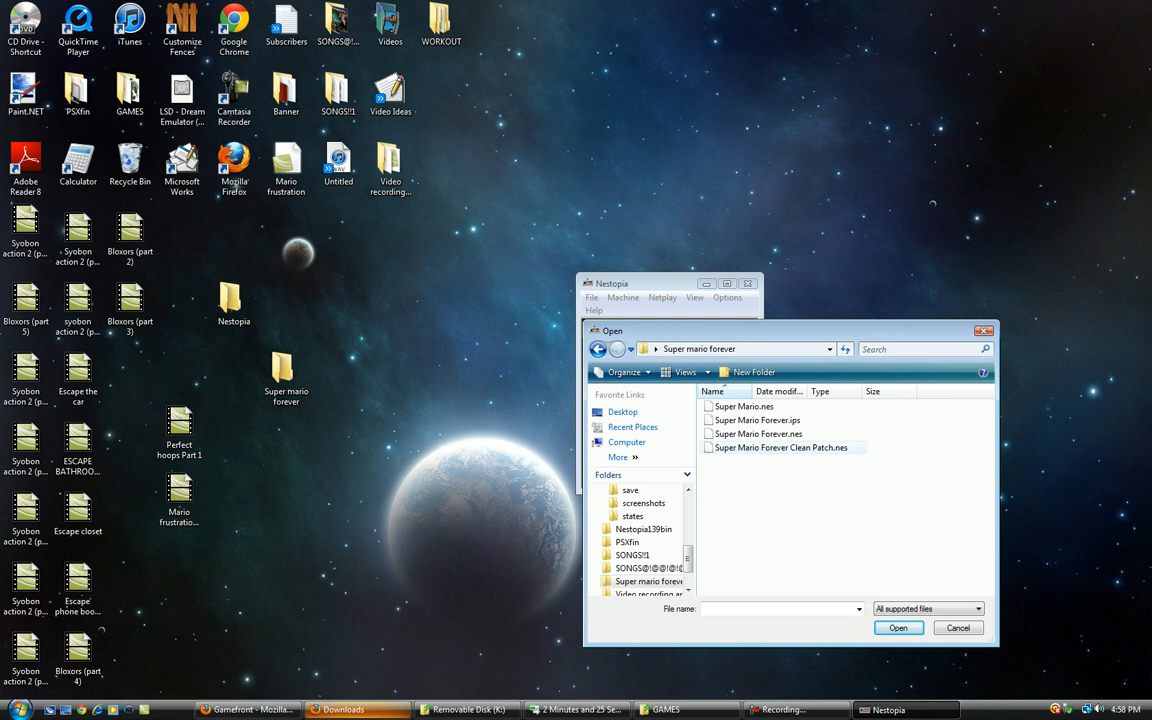 CD Drive - Shortcut
QuickTime Player
iTunes
Customize Fences
Google Chrome
Subscribers
SONGS@!...
Videos
WORKOUT
Paint.NET
PSXfin
GAMES
LSD - Dream Emulator (...
Camtasia Recorder
Banner
SONGS!!1
Video Ideas
Adobe Reader 8
Calculator
Recycle Bin
Microsoft Works
Mozilla Firefox
Mario frustration
Untitled
Video recording...
Syobon action 2 (p...
Syobon action 2 (p...
Bloxors (part 2)
Bloxors (part 5)
syobon action 2 (p...
Bloxors (part 3)
Nestopia
Syobon action 2 (p...
Escape the car
Super mario forever
Syobon action 2 (p...
ESCAPE BATHROO...
Perfect hoops Part 1
Syobon action 2 (p...
Escape closet
Mario frustratio...
Syobon action 2 (p...
Escape phone boo...
Syobon action 2 (p...
Bloxors (part 4)
Nestopia
File Machine Netplay View Options
Help
Open
Super mario forever
Search
Organize Views New Folder
Favorite Links
Desktop
Recent Places
Computer
More »
Folders
save
screenshots
states
Nestopia139bin
PSXfin
SONGS!!1
SONGS@!@@!@!@
Super mario foreve
Video recording ar
Name Date modif... Type Size
Super Mario.nes
Super Mario Forever.ips
Super Mario Forever.nes
Super Mario Forever Clean Patch.nes
File name:
All supported files
Open Cancel
Gamefront - Mozilla...
Downloads
Removable Disk (K:)
2 Minutes and 25 Se...
GAMES
Recording...
Nestopia
4:58 PM